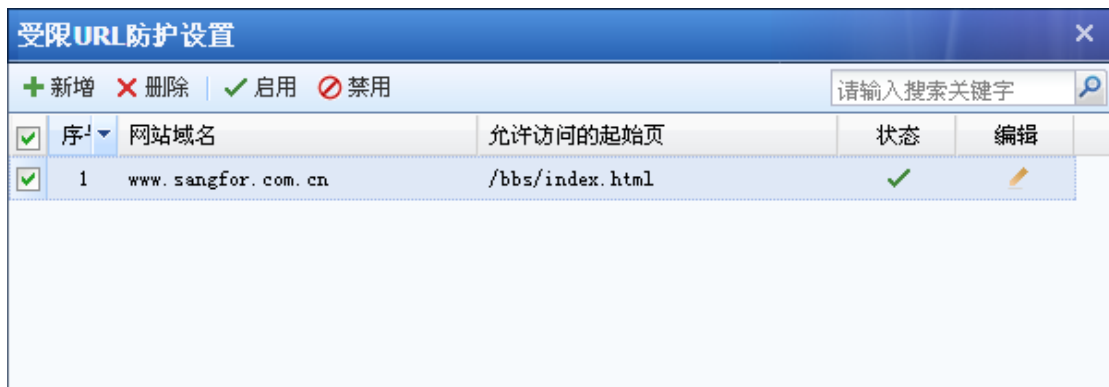 受限URL防护设置
新增 删除 启用 禁用 请输入搜索关键字
序 网站域名 允许访问的起始页 状态 编辑
1 www.sangfor.com.cn /bbs/index.html